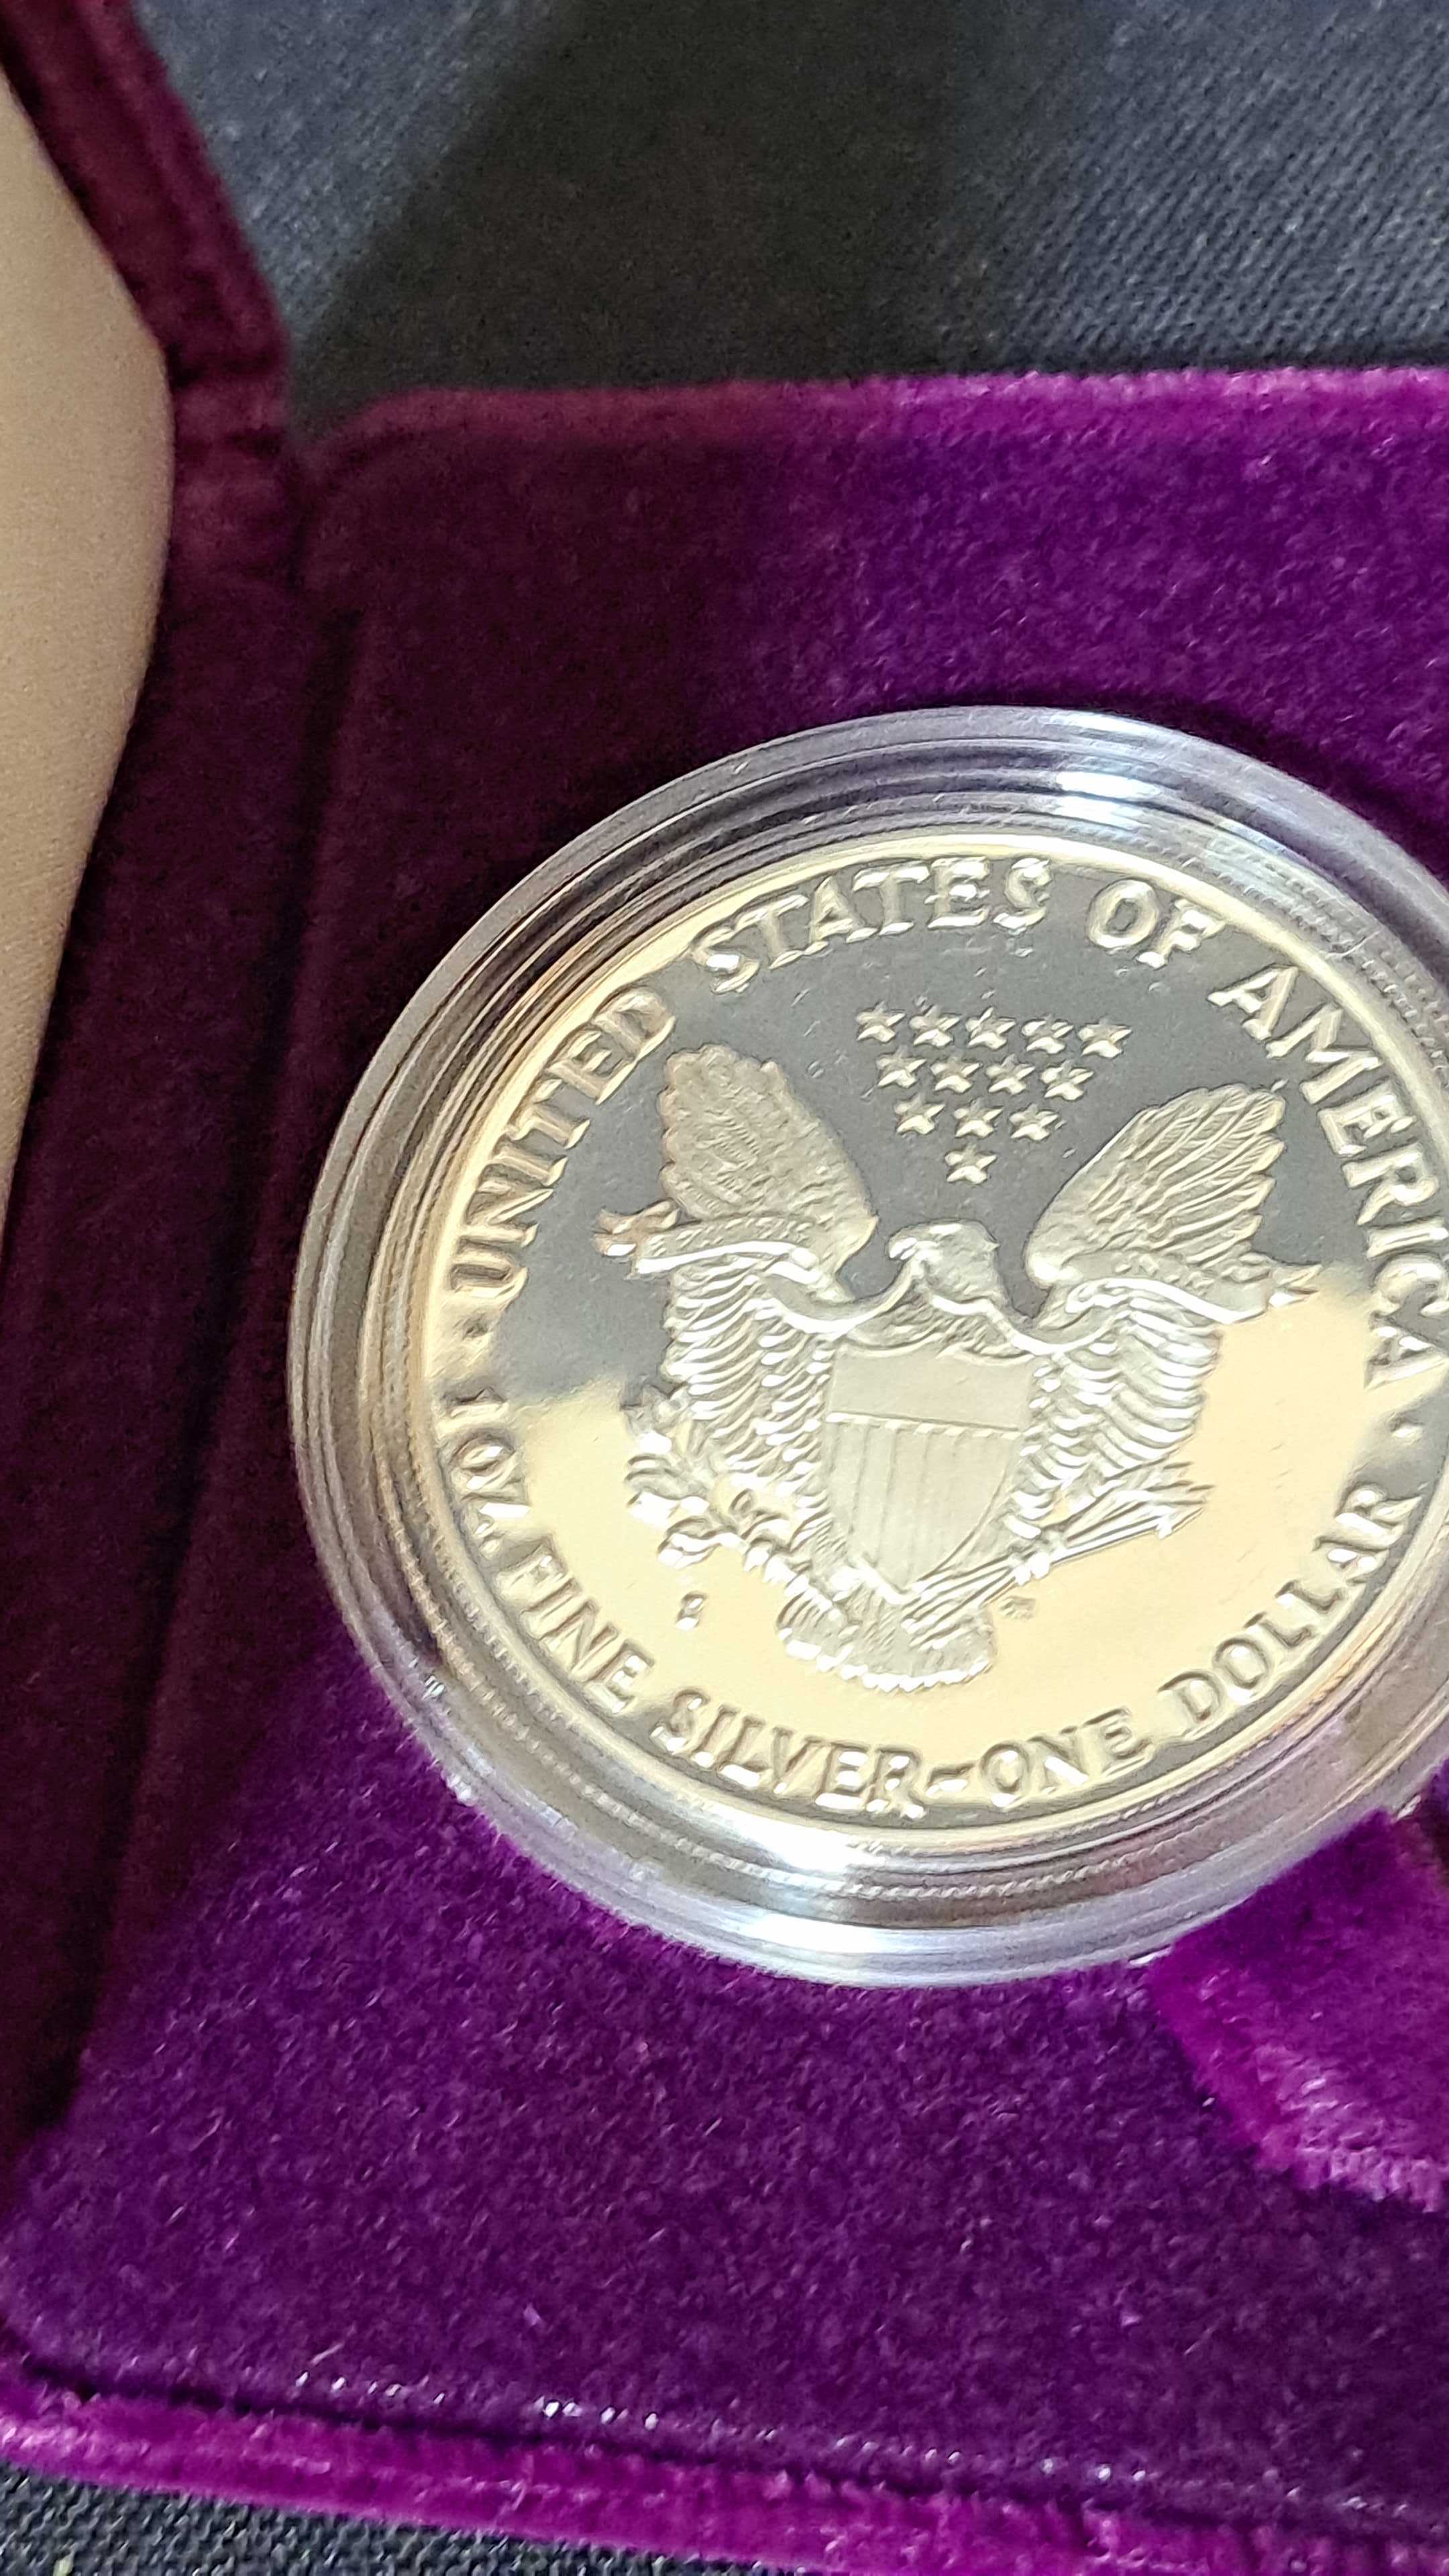 UNITED STATES OF AMERICA
1 OZ. FINE SILVER-ONE DOLLAR
S